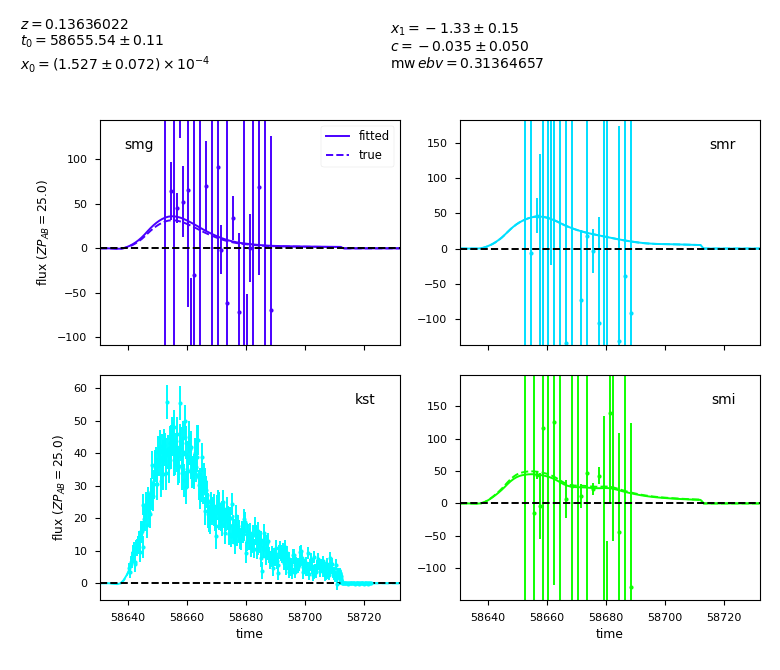 z = 0.13636022
t₀ = 58655.54 ± 0.11
x₀ = (1.527 ± 0.072) × 10⁻⁴
x₁ = −1.33 ± 0.15
c = −0.035 ± 0.050
mw ebv = 0.31364657
smg
fitted
true
100
50
0
−50
−100
flux (ZP_AB = 25.0)
smr
150
100
50
0
−50
−100
kst
60
50
40
30
20
10
0
flux (ZP_AB = 25.0)
58640 58660 58680 58700 58720
time
smi
150
100
50
0
−50
−100
58640 58660 58680 58700 58720
time